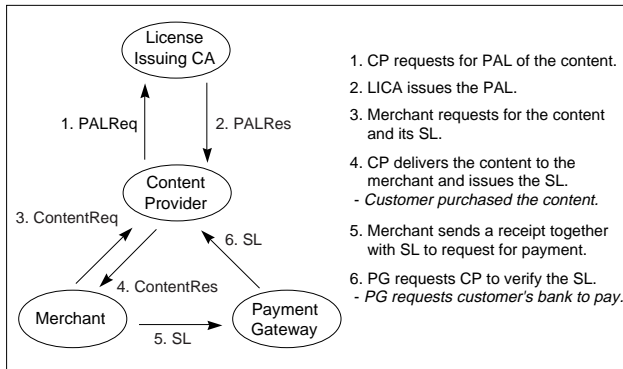 License
Issuing CA
1. PALReq
2. PALRes
Content
Provider
3. ContentReq
4. ContentRes
6. SL
Merchant
5. SL
Payment
Gateway
1. CP requests for PAL of the content.
2. LICA issues the PAL.
3. Merchant requests for the content
and its SL.
4. CP delivers the content to the
merchant and issues the SL.
- Customer purchased the content.
5. Merchant sends a receipt together
with SL to request for payment.
6. PG requests CP to verify the SL.
- PG requests customer's bank to pay.